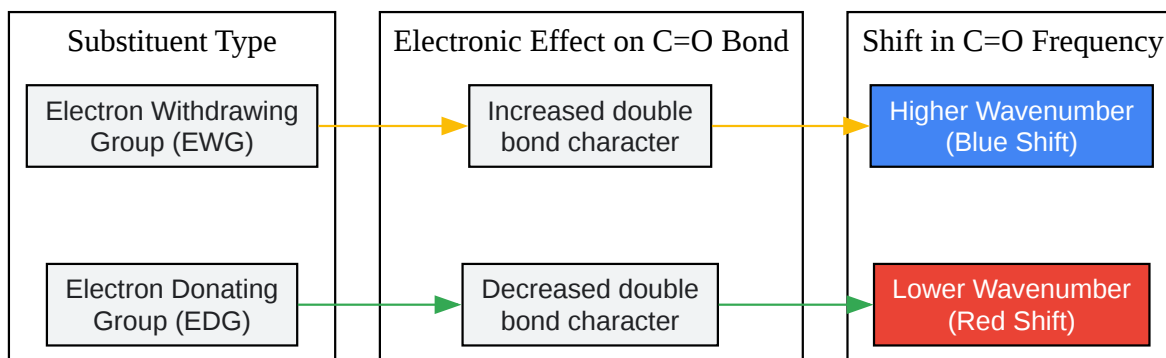 Substituent Type
Electron Withdrawing
Group (EWG)
Electron Donating
Group (EDG)
Electronic Effect on C=O Bond
Increased double
bond character
Decreased double
bond character
Shift in C=O Frequency
Higher Wavenumber
(Blue Shift)
Lower Wavenumber
(Red Shift)